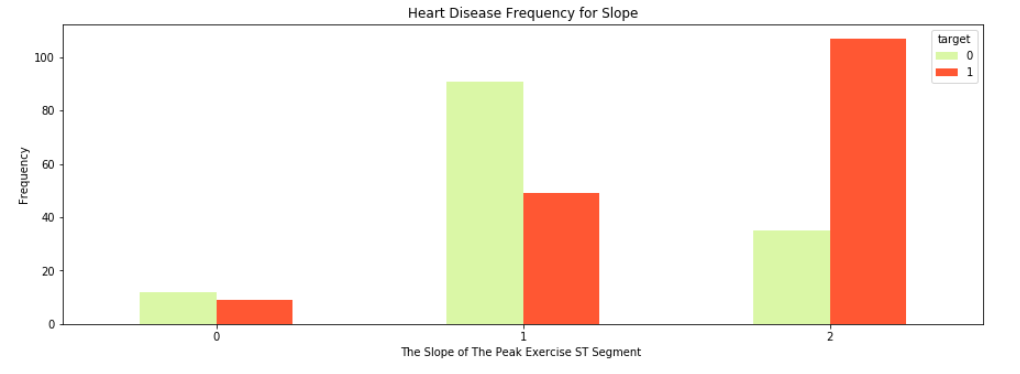 Heart Disease Frequency for Slope
target
0
1
Frequency
100
80
60
40
20
0
0 1 2
The Slope of The Peak Exercise ST Segment